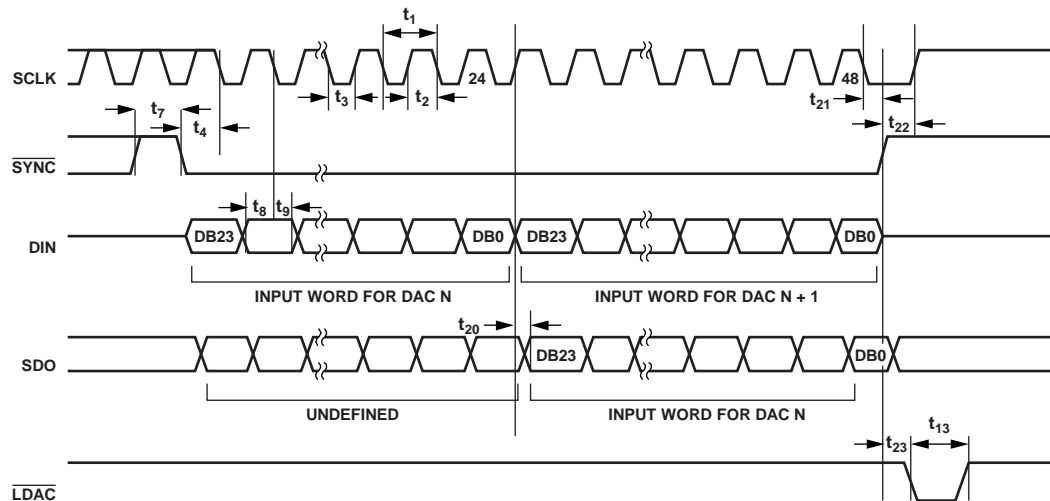 t1
SCLK
24
48
t3
t2
t21
t7
t4
t22
SYNC
t8
t9
DIN
DB23
DB0
DB23
DB0
INPUT WORD FOR DAC N
INPUT WORD FOR DAC N + 1
t20
SDO
DB23
DB0
UNDEFINED
INPUT WORD FOR DAC N
t23
t13
LDAC